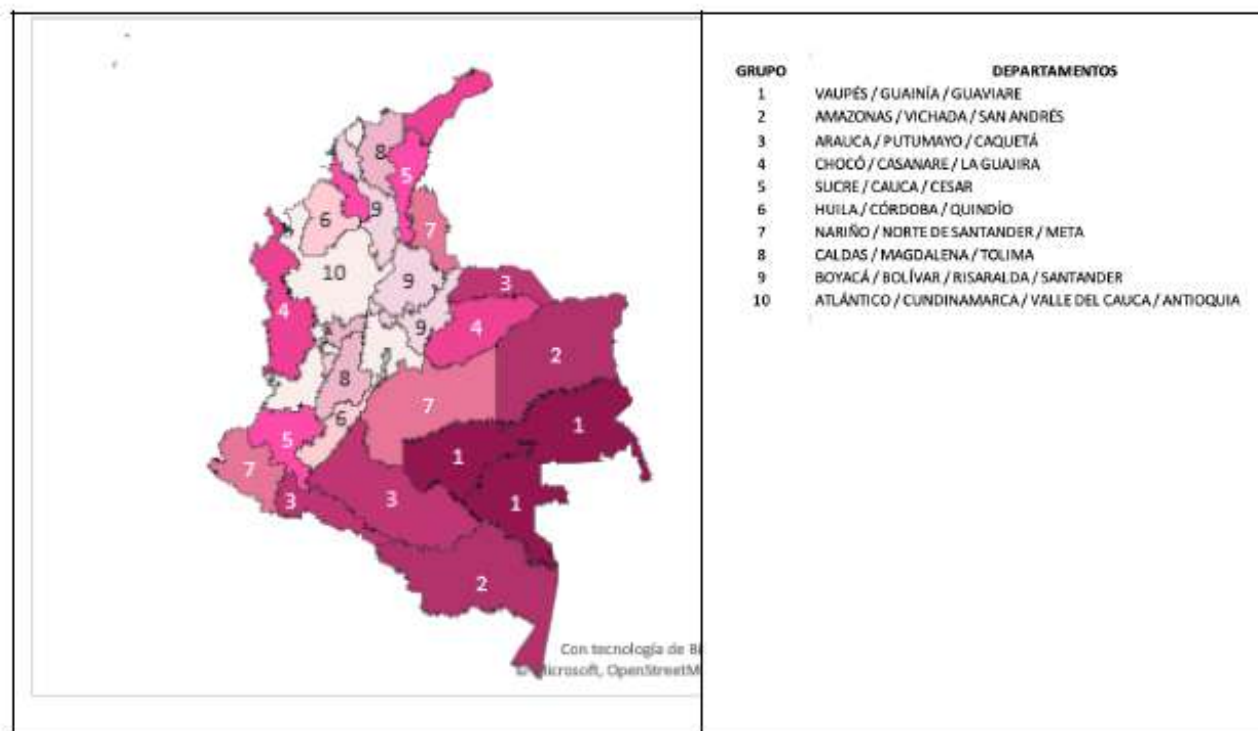 GRUPO DEPARTAMENTOS
1 VAUPÉS / GUAINÍA / GUAVIARE
2 AMAZONAS / VICHADA / SAN ANDRÉS
3 ARAUCA / PUTUMAYO / CAQUETÁ
4 CHOCÓ / CASANARE / LA GUAJIRA
5 SUCRE / CAUCA / CESAR
6 HUILA / CÓRDOBA / QUINDÍO
7 NARIÑO / NORTE DE SANTANDER / META
8 CALDAS / MAGDALENA / TOLIMA
9 BOYACÁ / BOLÍVAR / RISARALDA / SANTANDER
10 ATLÁNTICO / CUNDINAMARCA / VALLE DEL CAUCA / ANTIOQUIA
8
5
6
9
7
10
9
3
4
9
4
2
8
7
6
1
5
1
7
3
3
1
2
Con tecnología de
© Microsoft,